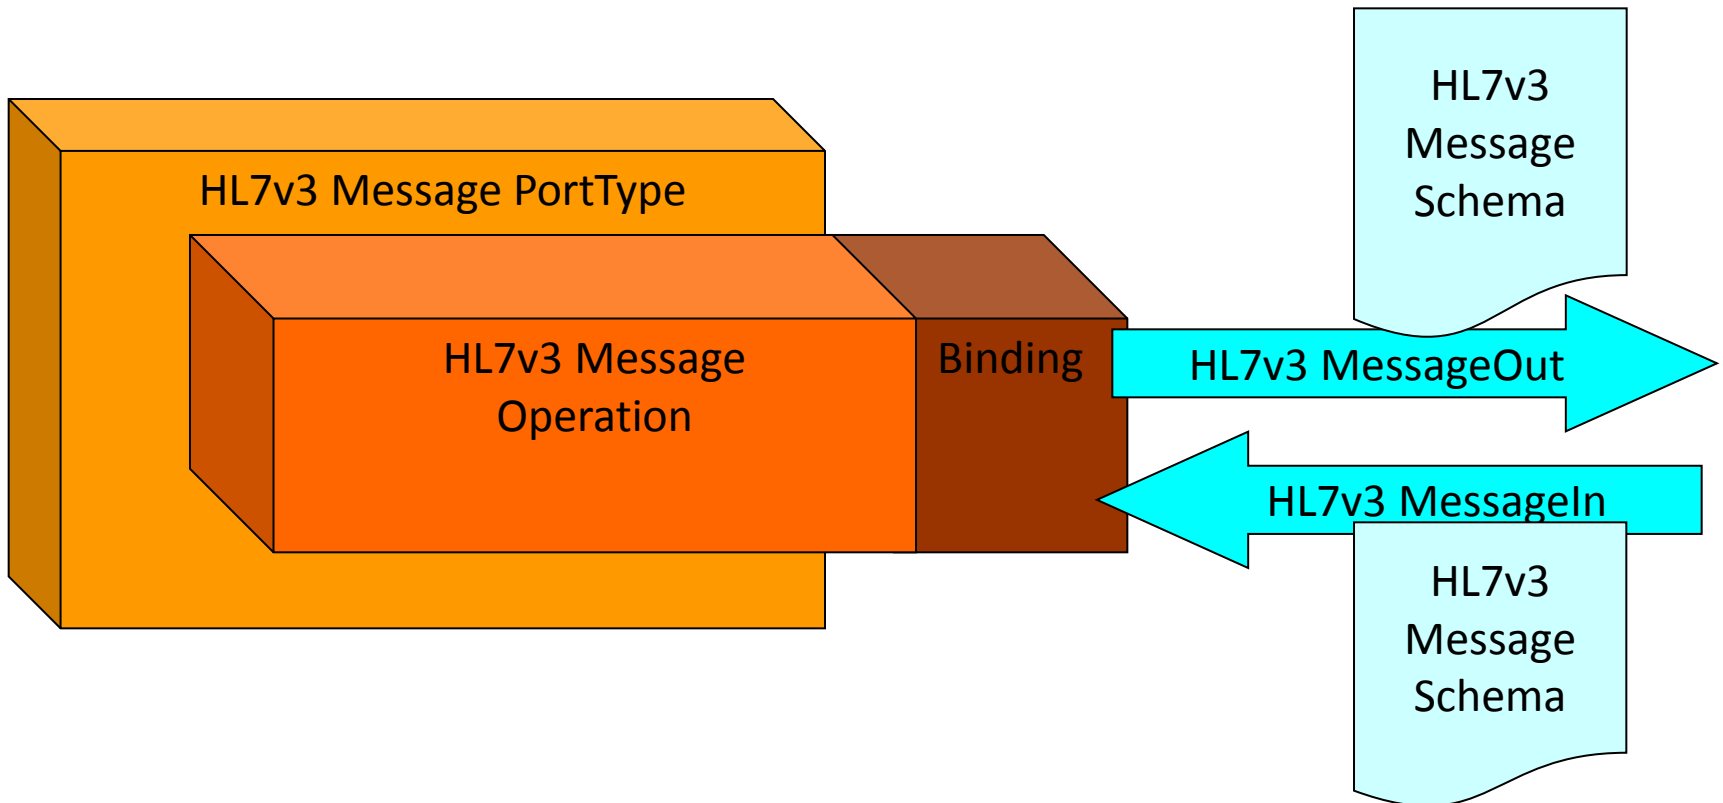 HL7v3
Message
Schema
HL7v3 Message PortType
HL7v3 Message
Operation
Binding
HL7v3 MessageOut
HL7v3 MessageIn
HL7v3
Message
Schema